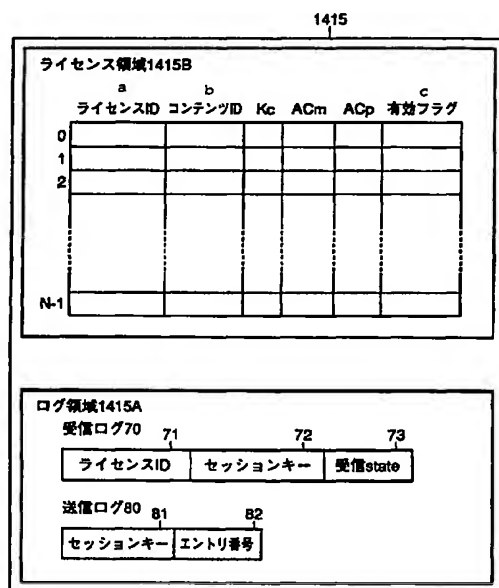 1415
ライセンス領域1415B
a b c
ライセンスID コンテンツID Kc ACm ACp 有効フラグ
0
1
2
N-1
ログ領域1415A
受信ログ70 71 72 73
ライセンスID セッションキー 受信state
送信ログ80 81 82
セッションキー エントリ番号